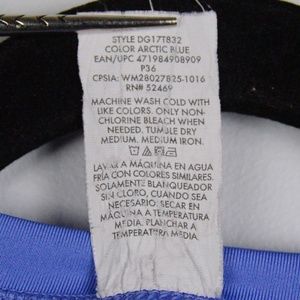 STYLE DG17T832
COLOR ARCTIC BLUE
EAN/UPC 471984908909
P36
CPSIA: WM28027825-1016
RN# 52469
MACHINE WASH COLD WITH
LIKE COLORS. ONLY NON-
CHLORINE BLEACH WHEN
NEEDED. TUMBLE DRY
MEDIUM. MEDIUM IRON.
LAVAR A MÁQUINA EN AGUA
FRÍA CON COLORES SIMILARES.
SOLAMENTE BLANQUEADOR
SIN CLORO, CUANDO SEA
NECESARIO. SECAR EN
MÁQUINA A TEMPERATURA
MEDIA. PLANCHAR A
TEMPERATURA MEDIA.